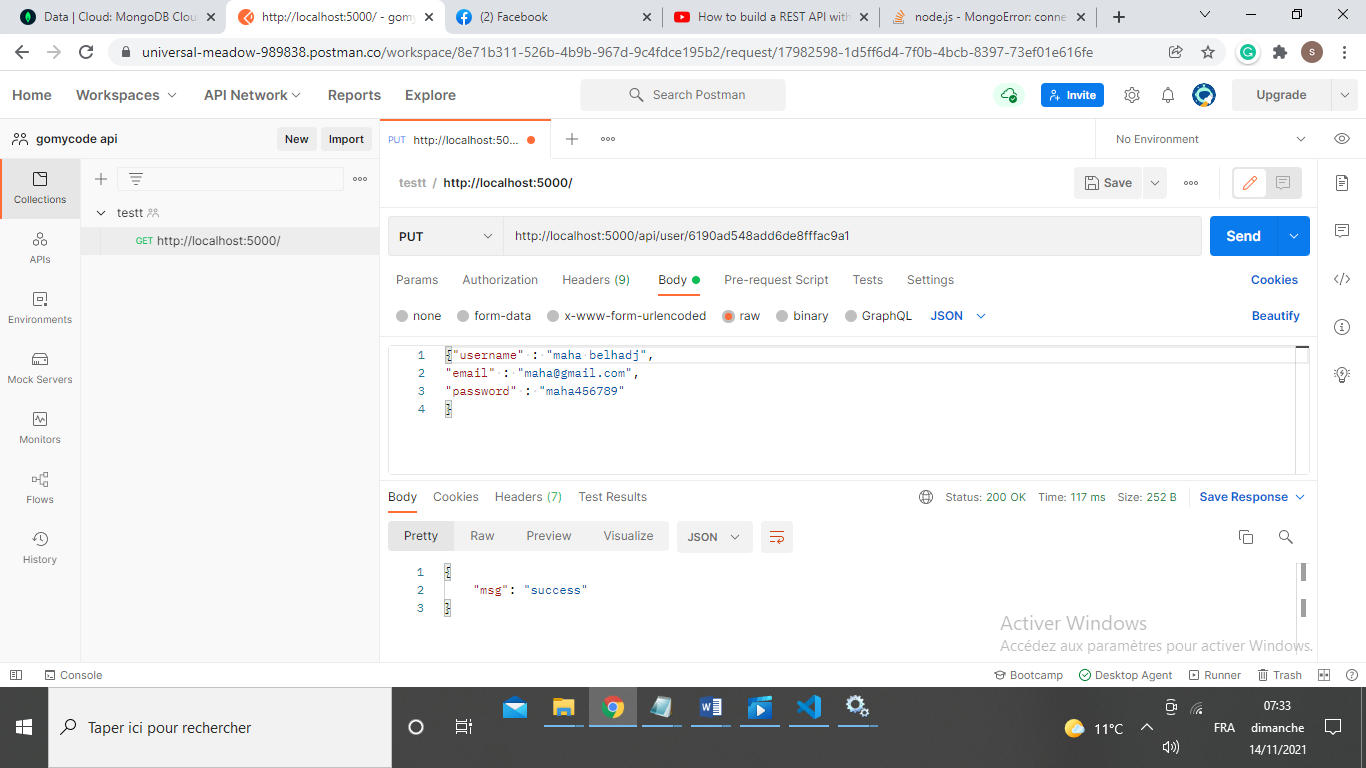 Data | Cloud: MongoDB Clou
http://localhost:5000/ - gomy
(2) Facebook
How to build a REST API with
node.js - MongoError: conne
universal-meadow-989838.postman.co/workspace/8e71b311-526b-4b9b-967d-9c4fdce195b2/request/17982598-1d5ff6d4-7f0b-4bcb-8397-73ef01e616fe
S
Home
Workspaces
API Network
Reports
Explore
Search Postman
Invite
Upgrade
gomycode api
New
Import
PUT http://localhost:50...
No Environment
testt / http://localhost:5000/
Save
Collections
testt
GET http://localhost:5000/
APIs
Environments
Mock Servers
Monitors
Flows
History
PUT
http://localhost:5000/api/user/6190ad548add6de8fffac9a1
Send
Params
Authorization
Headers (9)
Body
Pre-request Script
Tests
Settings
Cookies
none
form-data
x-www-form-urlencoded
raw
binary
GraphQL
JSON
Beautify
1 {"username" : "maha belhadj",
2 "email" : "maha@gmail.com",
3 "password" : "maha456789"
4 }
Body
Cookies
Headers (7)
Test Results
Status: 200 OK
Time: 117 ms
Size: 252 B
Save Response
Pretty
Raw
Preview
Visualize
JSON
1 {
2 "msg": "success"
3 }
Activer Windows
Accédez aux paramètres pour activer Windows.
Console
Bootcamp
Desktop Agent
Runner
Trash
Taper ici pour rechercher
11°C
FRA
07:33
dimanche
14/11/2021